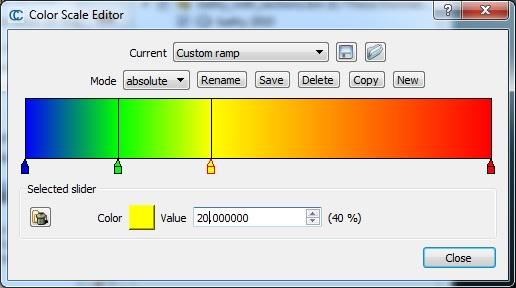 Color Scale Editor
Current Custom ramp
Mode absolute Rename Save Delete Copy New
Selected slider
Color Value 20.000000 (40 %)
Close